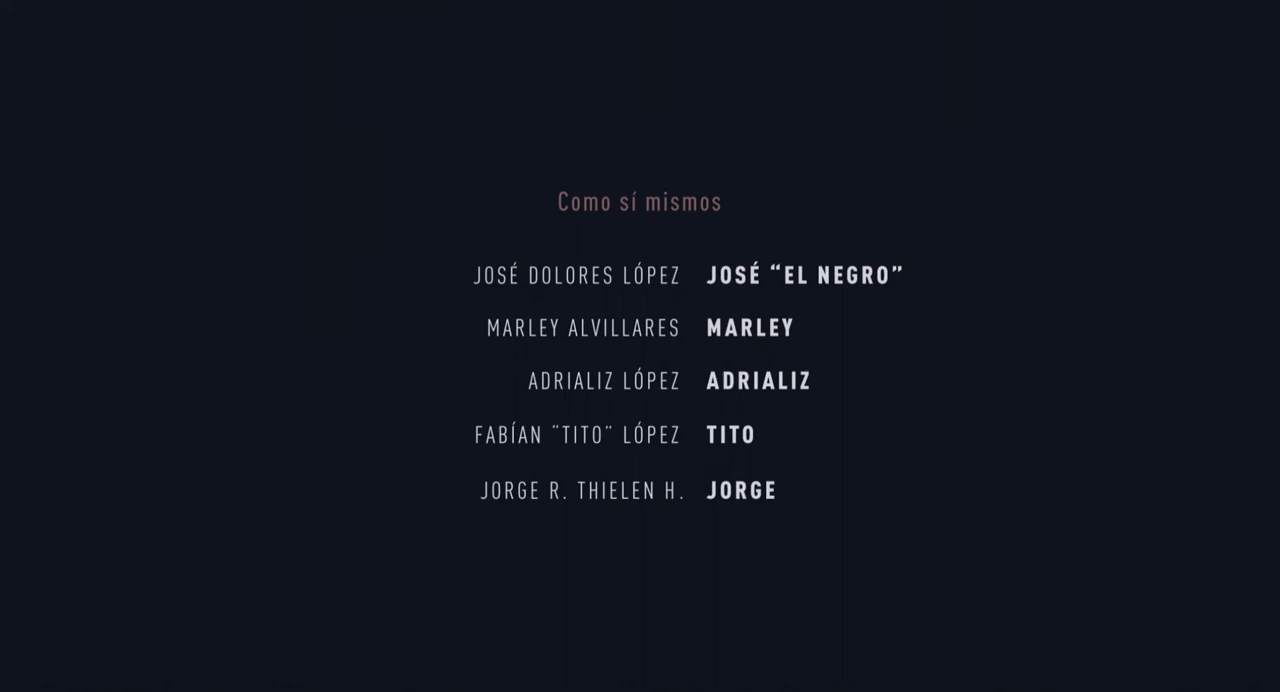 Como sí mismos
JOSÉ DOLORES LÓPEZ JOSÉ “EL NEGRO”
MARLEY ALVILLARES MARLEY
ADRIALIZ LÓPEZ ADRIALIZ
FABÍAN "TITO" LÓPEZ TITO
JORGE R. THIELEN H. JORGE